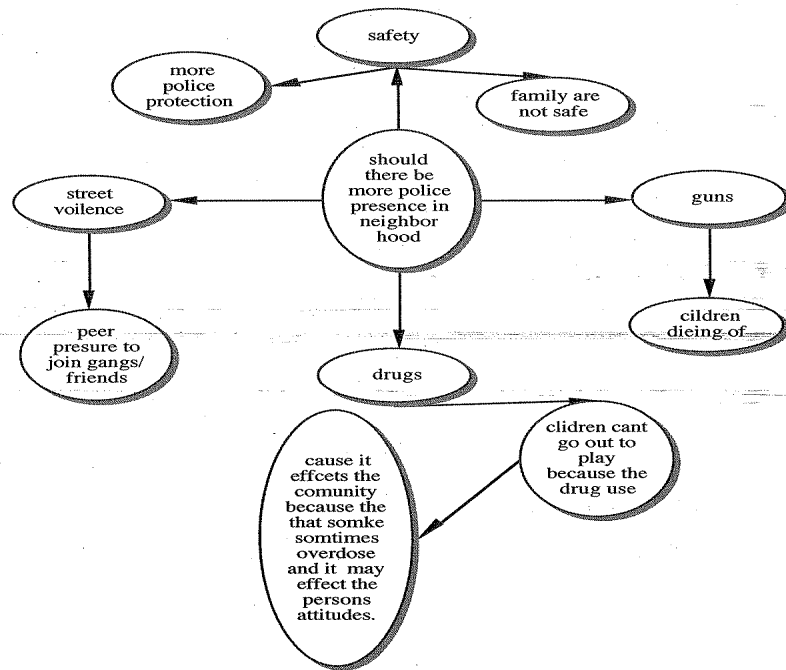 safety
more
police
protection
family are
not safe
should
there be
more police
presence in
neighbor
hood
street
voilence
guns
peer
presure to
join gangs/
friends
cildren
dieing of
drugs
clidren cant
go out to
play
because the
drug use
cause it
effcets the
comunity
because the
that somke
somtimes
overdose
and it may
effect the
persons
attitudes.